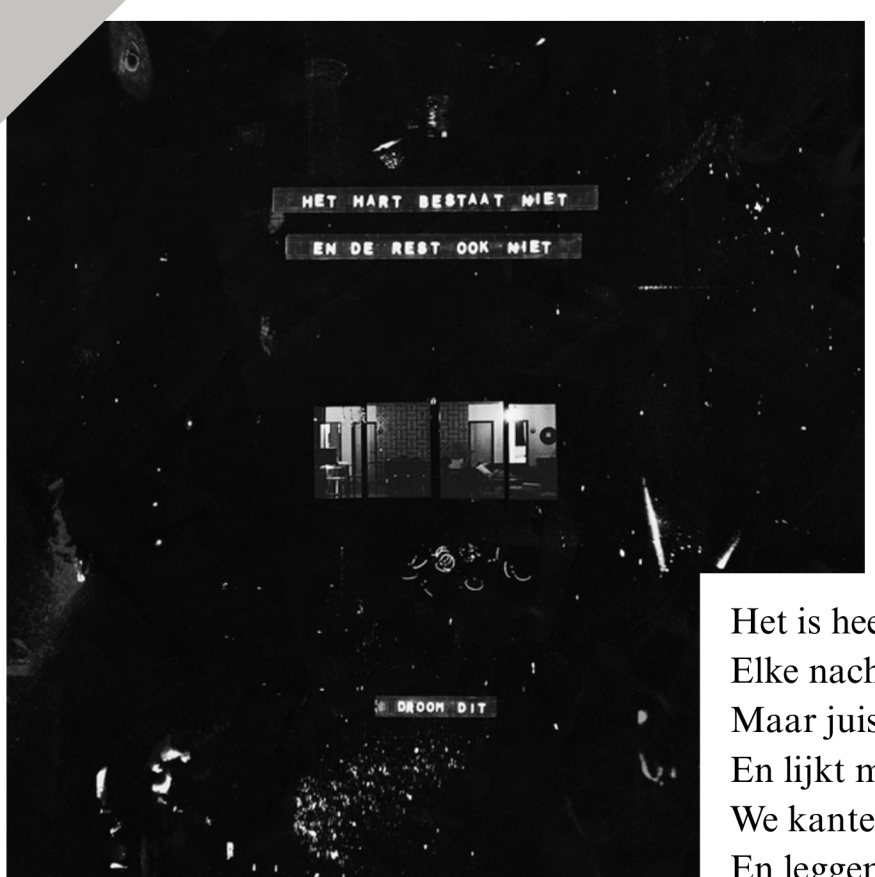 HET HART BESTAAT NIET
EN DE REST OOK NIET
DROOM DIT
Het is hee
Elke nach
Maar juis
En lijkt m
We kante
En legger